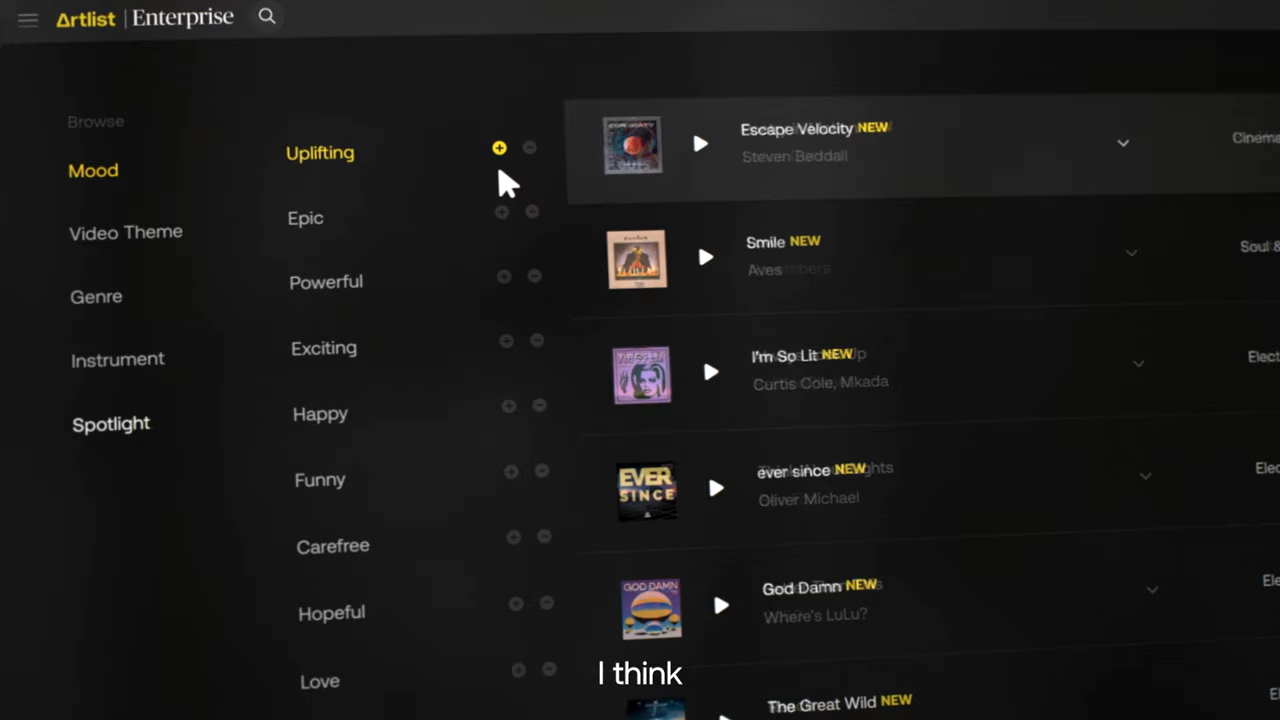 Artlist | Enterprise
Browse
Mood
Video Theme
Genre
Instrument
Spotlight
Uplifting
Epic
Powerful
Exciting
Happy
Funny
Carefree
Hopeful
Love
Escape Velocity NEW
Steven Beddall
Cinema
Smile NEW
Aves
Soul &
I'm So Lit NEW
Curtis Cole, Mkada
Elect
EVER
SINCE
ever since NEW
Oliver Michael
Elec
GOD DAMN
God Damn NEW
Where's LuLu?
Ele
The Great Wild NEW
El
I think